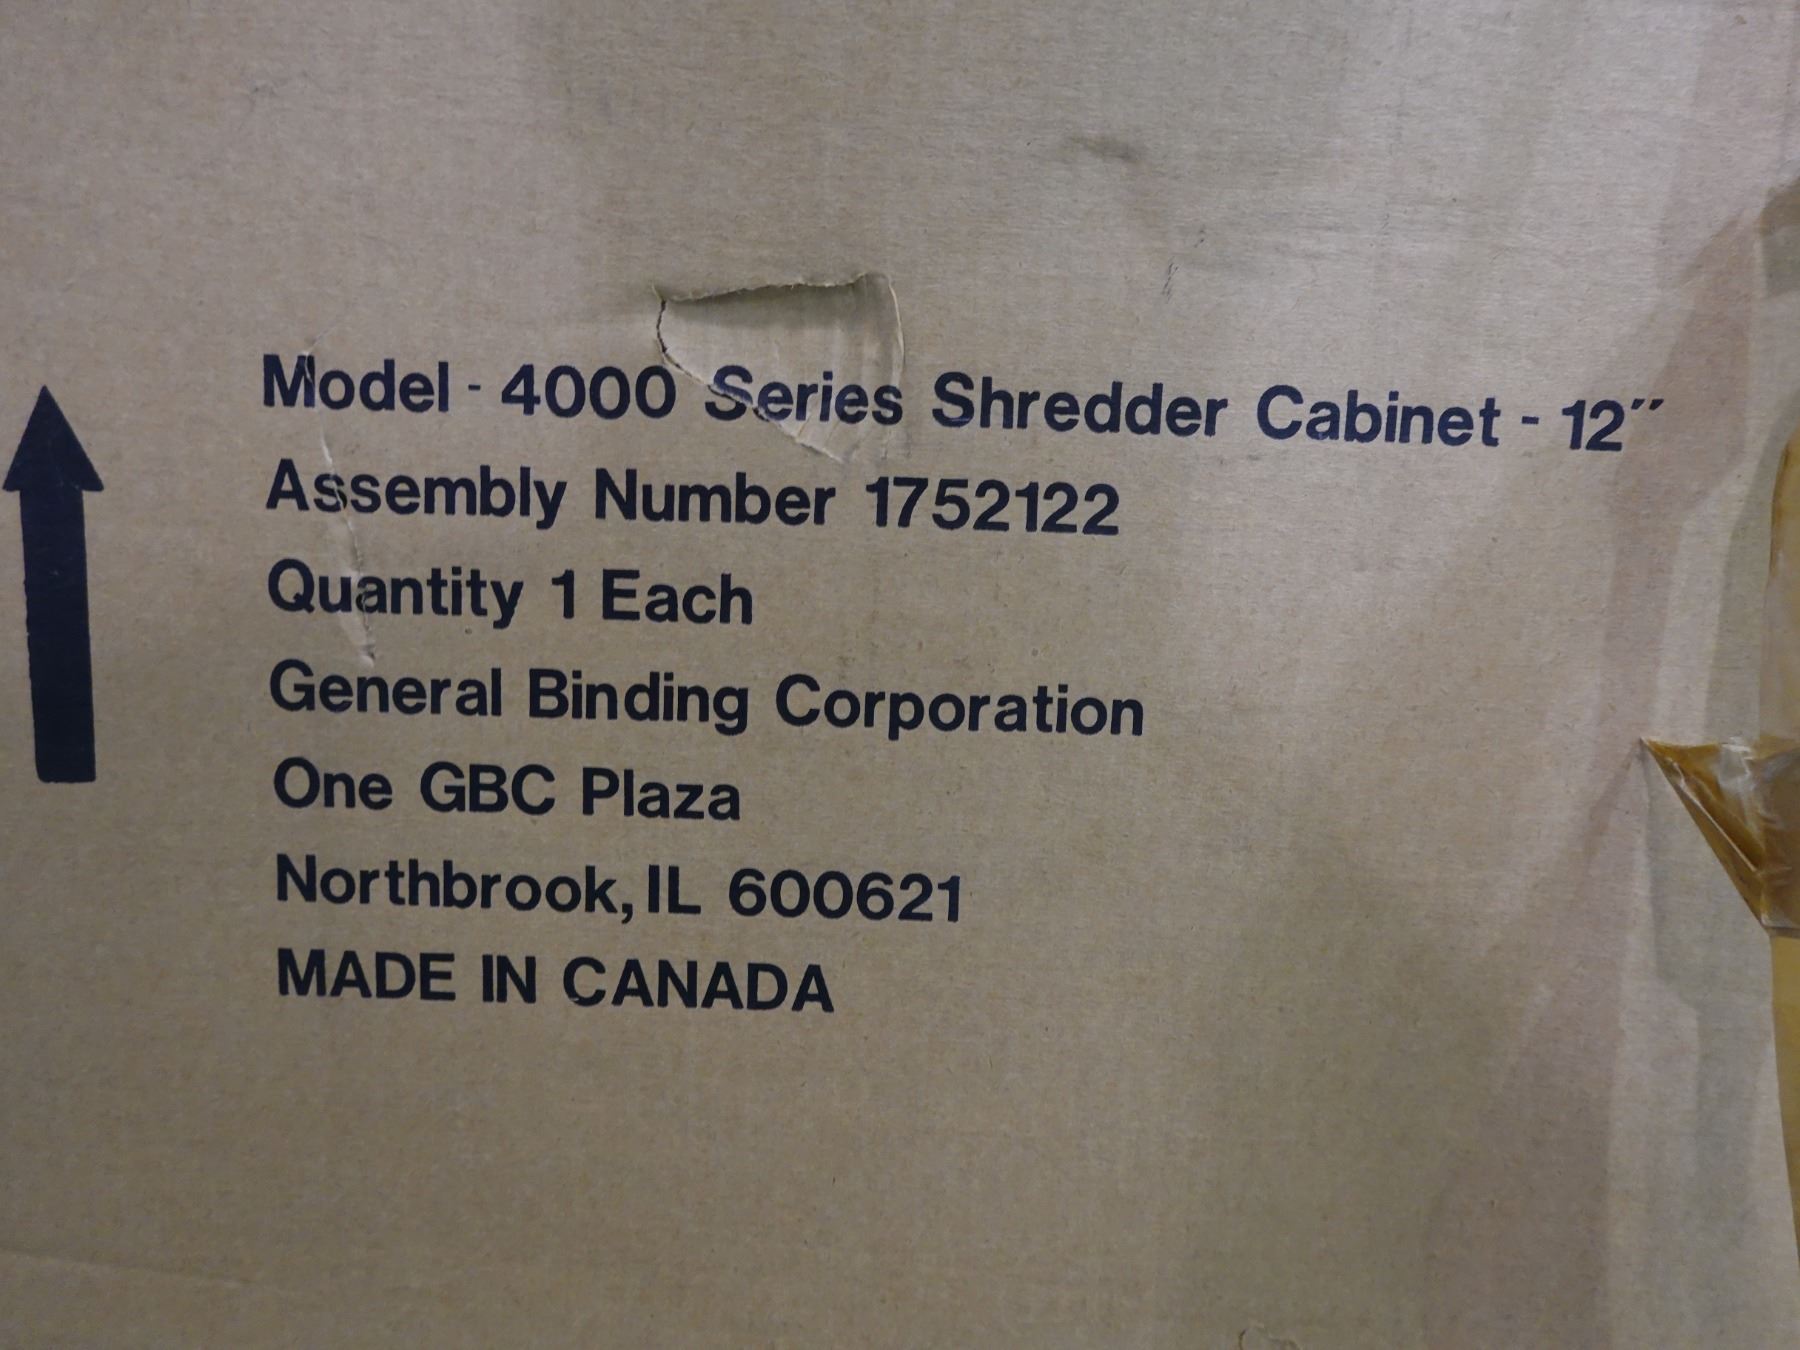 Model - 4000 Series Shredder Cabinet - 12″
Assembly Number 1752122
Quantity 1 Each
General Binding Corporation
One GBC Plaza
Northbrook, IL 600621
MADE IN CANADA